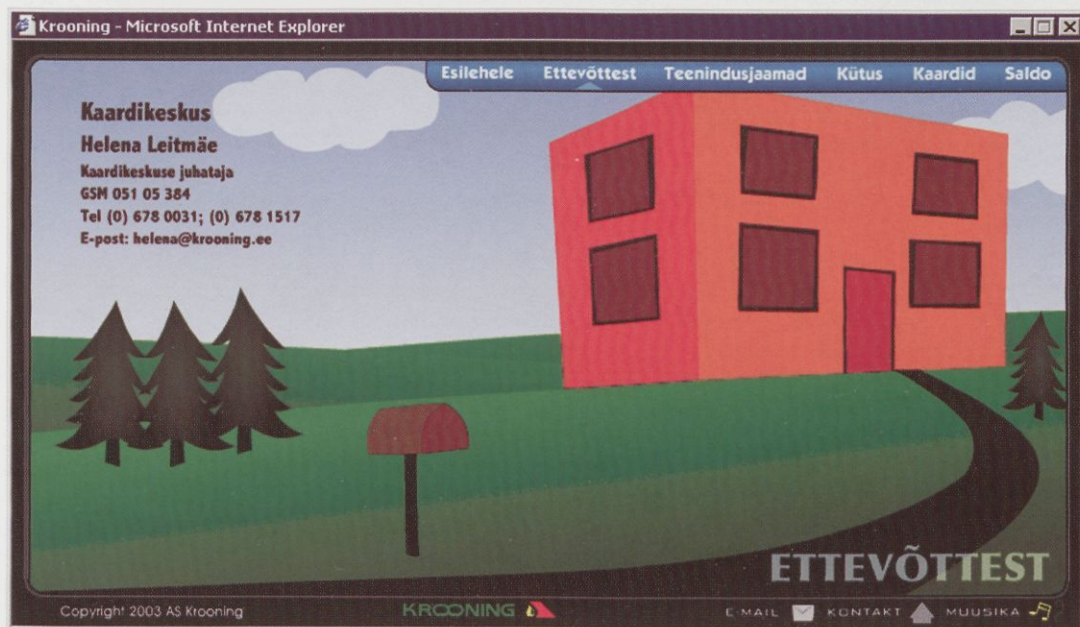 Krooning - Microsoft Internet Explorer
Esilehele Ettevõttest Teenindusjaamad Kütus Kaardid Saldo
Kaardikeskus
Helena Leitmäe
Kaardikeskuse juhataja
GSM 051 05 384
Tel (0) 678 0031; (0) 678 1517
E-post: helena@krooning.ee
ETTEVÕTTEST
Copyright 2003 AS Krooning KROONING E-MAIL KONTAKT MUUSIKA